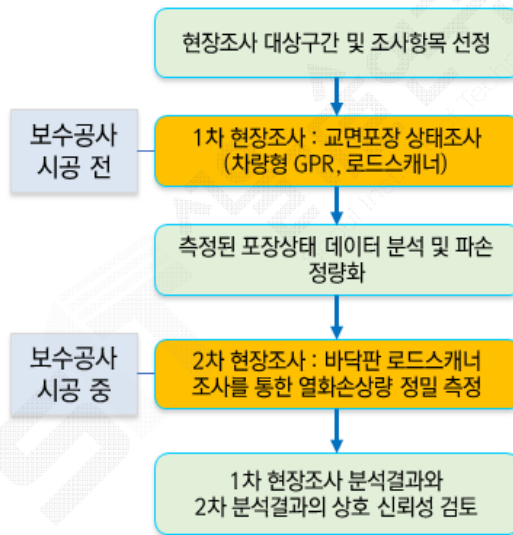 현장조사 대상구간 및 조사항목 선정
보수공사
시공 전
1차 현장조사 : 교면포장 상태조사
(차량형 GPR, 로드스캐너)
측정된 포장상태 데이터 분석 및 파손
정량화
보수공사
시공 중
2차 현장조사 : 바닥판 로드스캐너
조사를 통한 열화손상량 정밀 측정
1차 현장조사 분석결과와
2차 분석결과의 상호 신뢰성 검토